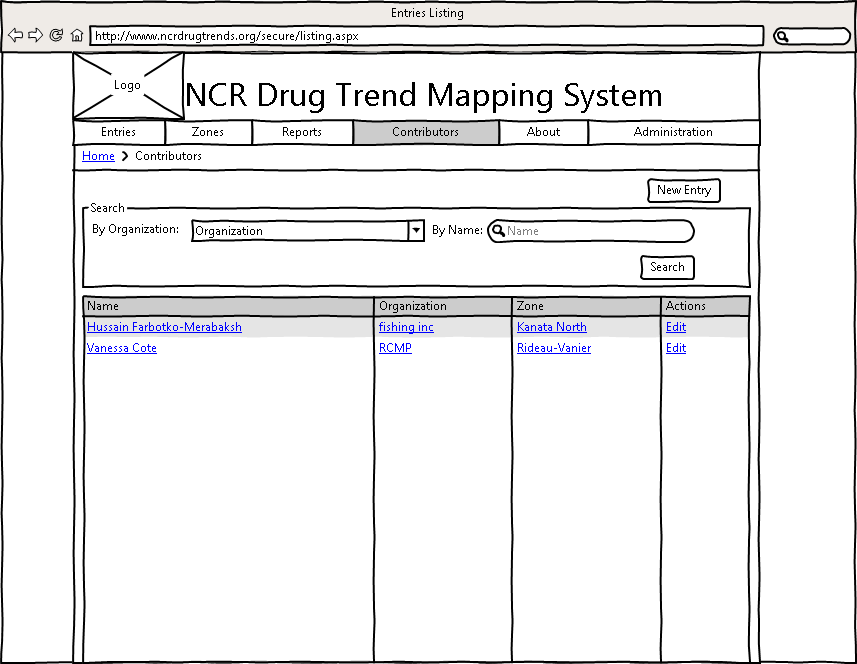 Entries Listing
http://www.ncrdrugtrends.org/secure/listing.aspx
Logo
NCR Drug Trend Mapping System
Entries Zones Reports Contributors About Administration
Home > Contributors
New Entry
Search
By Organization: Organization By Name: Name
Search
Name Organization Zone Actions
Hussain Farbotko-Merabaksh fishing inc Kanata North Edit
Vanessa Cote RCMP Rideau-Vanier Edit